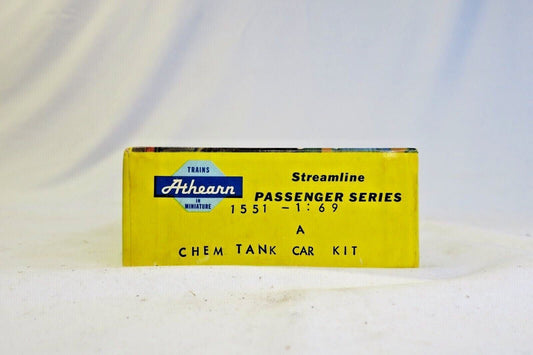 TRAINS
Athearn
IN
MINIATURE
Streamline
PASSENGER SERIES
1551-1:69
A
CHEM TANK CAR KIT